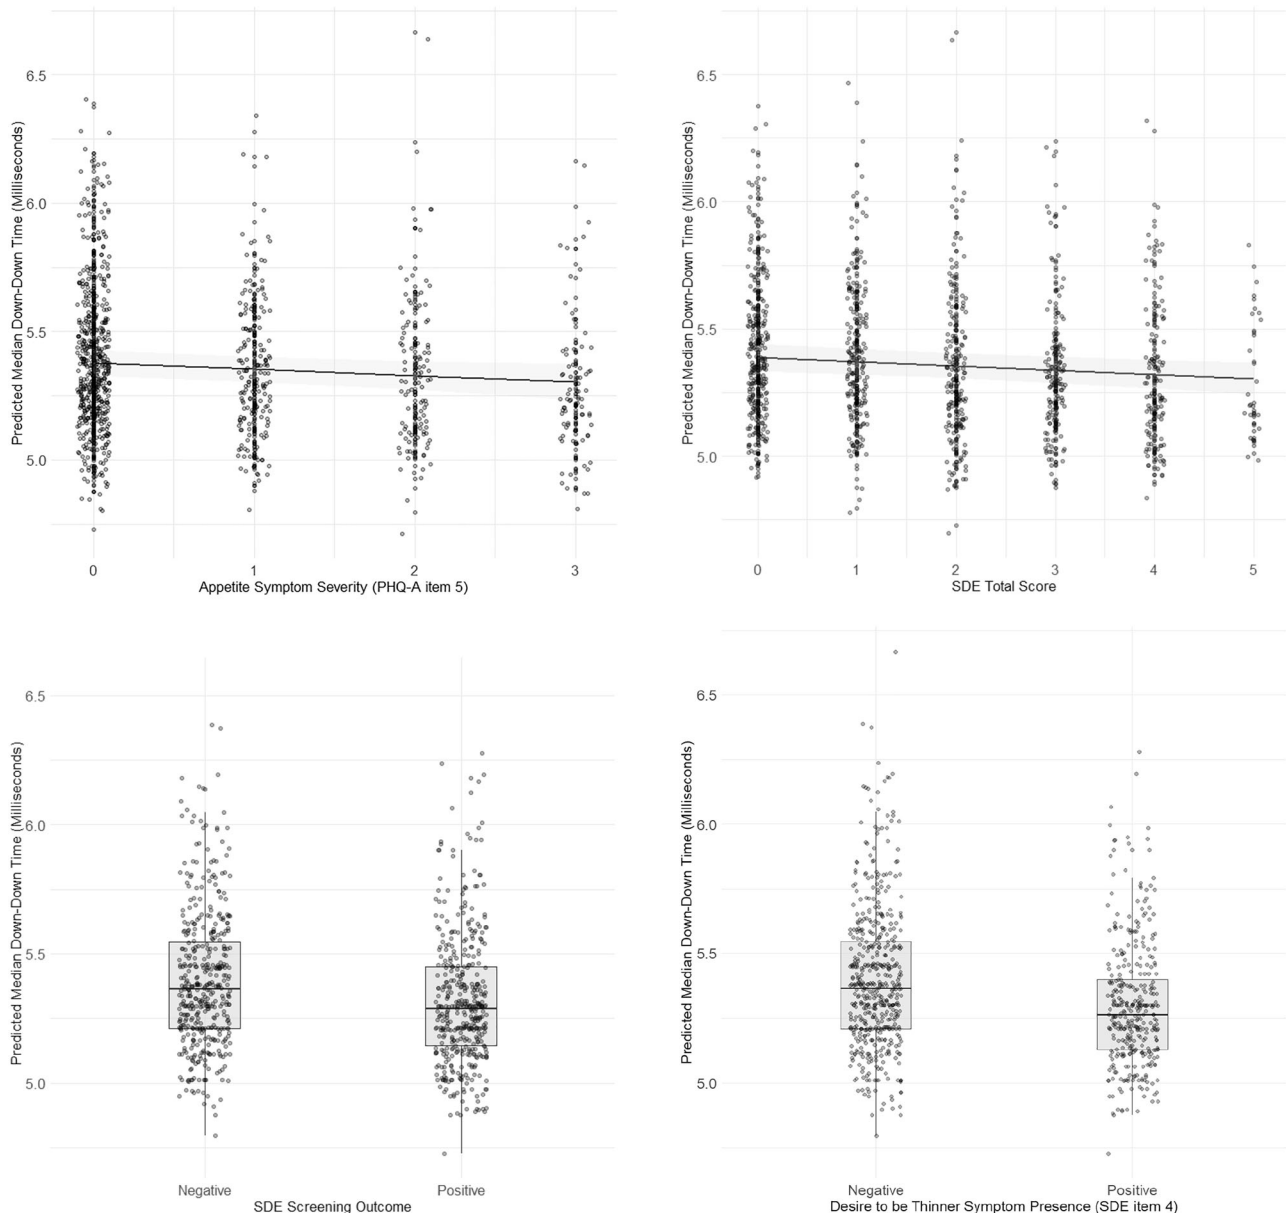 Predicted Median Down-Down Time (Milliseconds)
6.5
6.0
5.5
5.0
0 1 2 3
Appetite Symptom Severity (PHQ-A item 5)
Predicted Median Down-Down Time (Milliseconds)
6.5
6.0
5.5
5.0
0 1 2 3 4 5
SDE Total Score
Predicted Median Down-Down Time (Milliseconds)
6.5
6.0
5.5
5.0
Negative Positive
SDE Screening Outcome
Predicted Median Down-Down Time (Milliseconds)
6.5
6.0
5.5
5.0
Negative Positive
Desire to be Thinner Symptom Presence (SDE item 4)